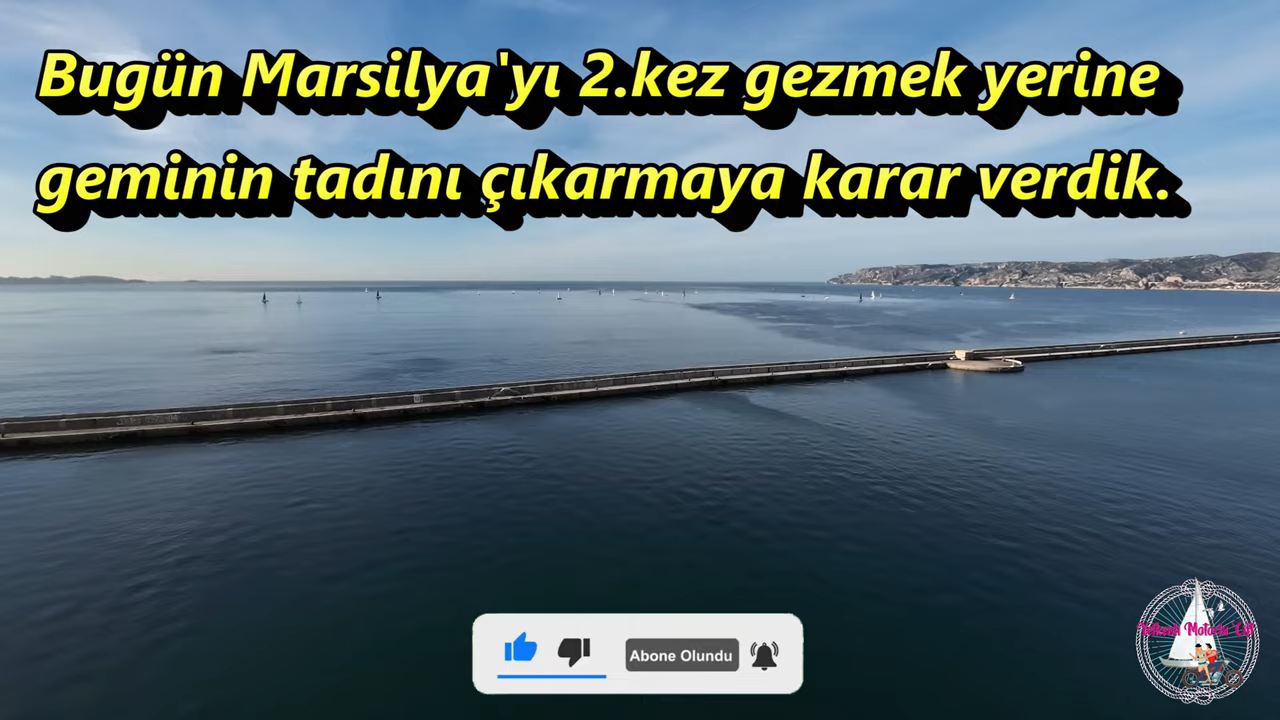 Bugün Marsilya'yı 2.kez gezmek yerine
geminin tadını çıkarmaya karar verdik.
Abone Olundu